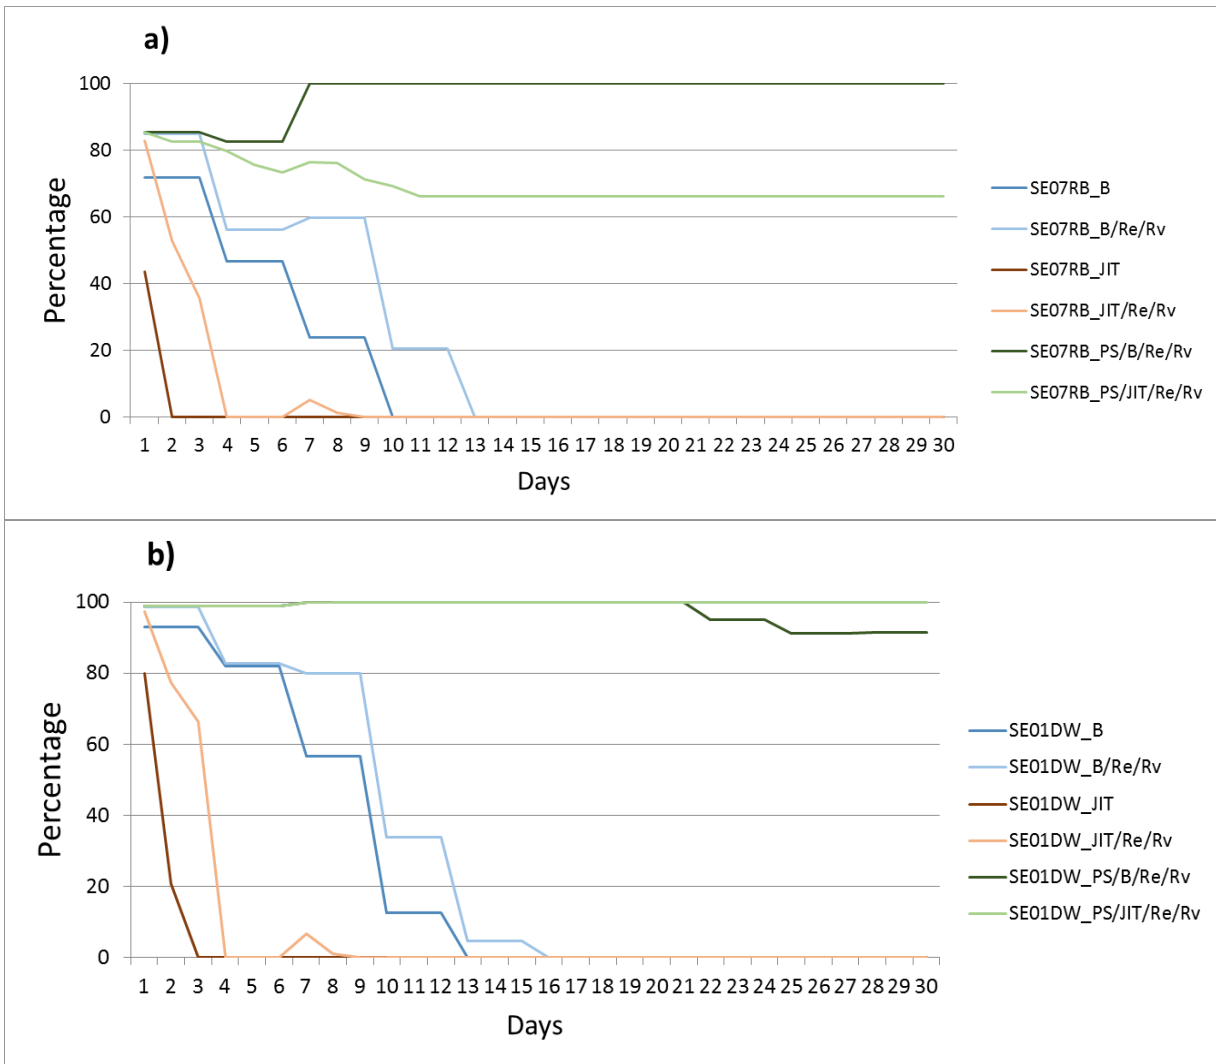 a)
100
80
60
40
20
0
Percentage
1 2 3 4 5 6 7 8 9 10 11 12 13 14 15 16 17 18 19 20 21 22 23 24 25 26 27 28 29 30
Days
SE07RB_B
SE07RB_B/Re/Rv
SE07RB_JIT
SE07RB_JIT/Re/Rv
SE07RB_PS/B/Re/Rv
SE07RB_PS/JIT/Re/Rv
b)
100
80
60
40
20
0
Percentage
1 2 3 4 5 6 7 8 9 10 11 12 13 14 15 16 17 18 19 20 21 22 23 24 25 26 27 28 29 30
Days
SE01DW_B
SE01DW_B/Re/Rv
SE01DW_JIT
SE01DW_JIT/Re/Rv
SE01DW_PS/B/Re/Rv
SE01DW_PS/JIT/Re/Rv